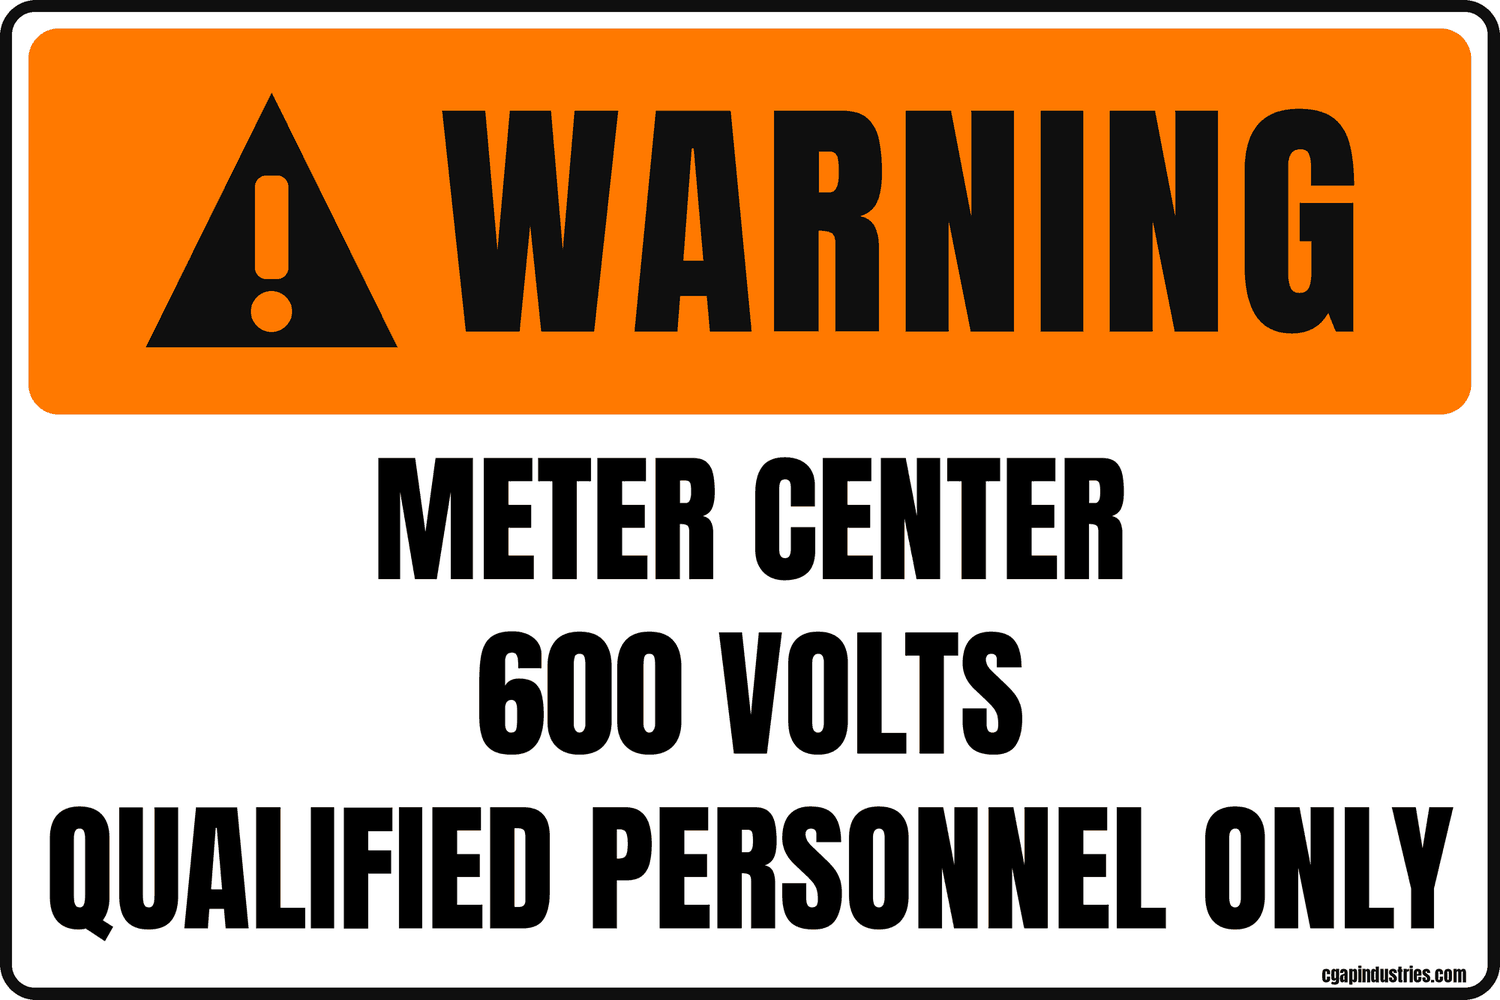 WARNING
METER CENTER
600 VOLTS
QUALIFIED PERSONNEL ONLY
cgapindustries.com